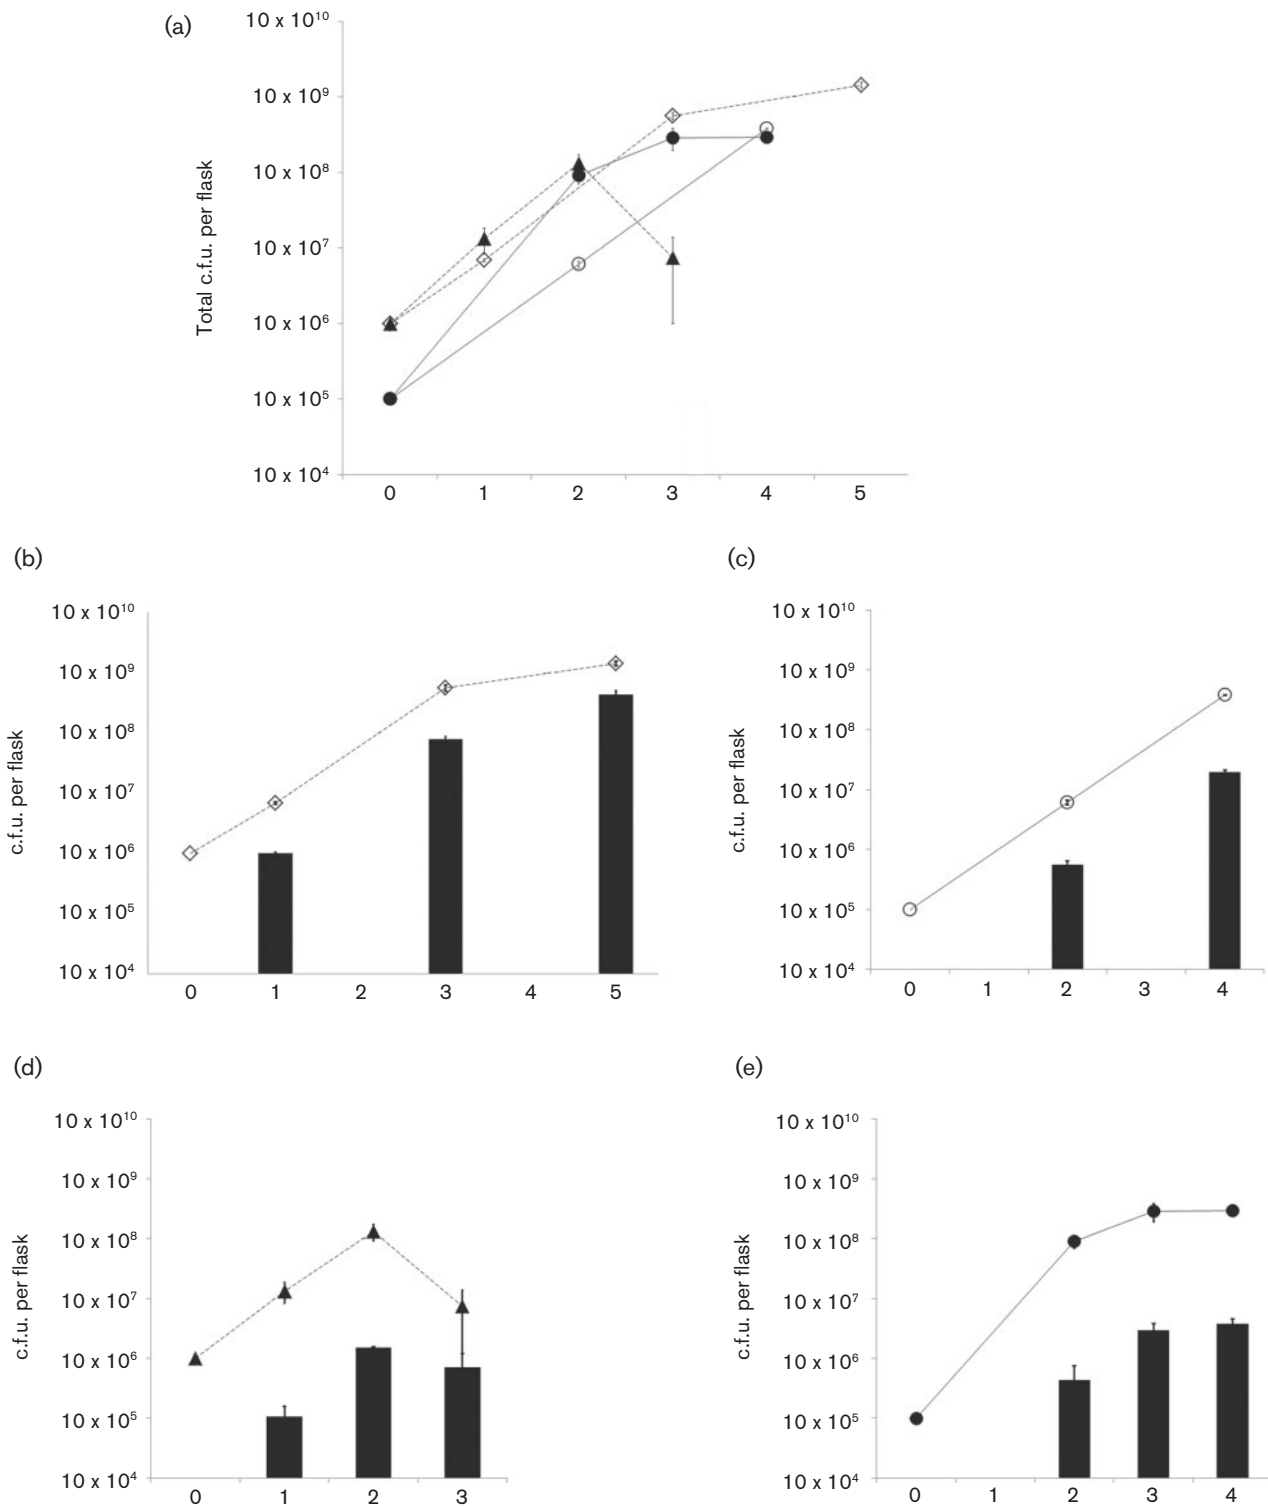 (a)
10 x 10¹⁰
10 x 10⁹
10 x 10⁸
10 x 10⁷
10 x 10⁶
10 x 10⁵
10 x 10⁴
Total c.f.u. per flask
0 1 2 3 4 5
(b)
10 x 10¹⁰
10 x 10⁹
10 x 10⁸
10 x 10⁷
10 x 10⁶
10 x 10⁵
10 x 10⁴
c.f.u. per flask
0 1 2 3 4 5
(c)
10 x 10¹⁰
10 x 10⁹
10 x 10⁸
10 x 10⁷
10 x 10⁶
10 x 10⁵
10 x 10⁴
c.f.u. per flask
0 1 2 3 4
(d)
10 x 10¹⁰
10 x 10⁹
10 x 10⁸
10 x 10⁷
10 x 10⁶
10 x 10⁵
10 x 10⁴
c.f.u. per flask
0 1 2 3
(e)
10 x 10¹⁰
10 x 10⁹
10 x 10⁸
10 x 10⁷
10 x 10⁶
10 x 10⁵
10 x 10⁴
c.f.u. per flask
0 1 2 3 4